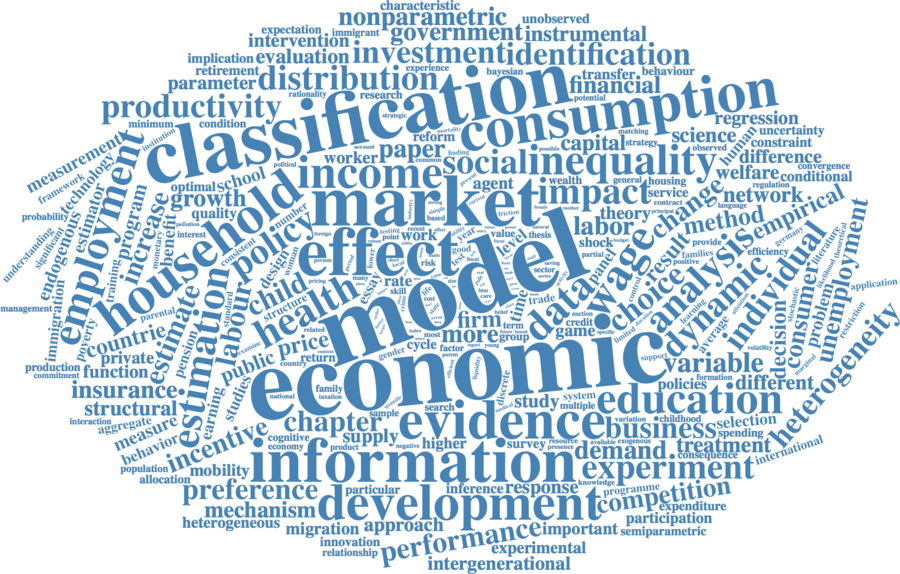 characteristic
nonparametric
unobserved
expectation
immigrant
government
instrumental
intervention
investment
identification
implication
evaluation
experience
behaviour
retirement
distribution
bayesian
transfer
parameter
rationality
research
financial
potential
productivity
classification
consumption
strategic
regression
minimum
condition
institution
reform
mortality
matching
possible
capital
strategy
science
uncertainty
measurement
employment
account
paper
finding
observed
human
constraint
framework
technology
political
worker
common
social
inequality
difference
convergence
optimal
school
income
agent
wealth
general
housing
welfare
conditional
probability
estimator
program
increase
growth
household
market
impact
service
contract
change
network
regulation
language
endogenous
benefit
quality
number
policy
theory
principal
method
empirical
understanding
significant
training
monetary
pollution
interest
consistent
foreign
effect
work
value
thesis
labor
wage
result
provide
literature
theoretical
design
woman
testing
point
recent
year
level
shock
budget
families
positive
efficiency
individual
unemployment
child
health
essay
rate
risk
skill
test
good
time
sector
trade
data
panel
choice
control
analysis
dynamic
consumer
likelihood
application
management
immigration
poverty
parental
labour
standard
structure
pricing
model
firm
term
auction
credit
game
specific
limited
learning
average
volatility
stochastic
decision
problem
restriction
marginal
countrie
estimate
estimation
pension
examine
public
price
related
context
gender
cycle
more
most
factor
group
economic
support
variable
heterogeneity
production
commitment
private
function
country
return
parent
liquidity
discrete
formation
policies
different
insurance
structural
earning
studies
national
family
taxation
search
study
system
multiple
education
interaction
aggregate
measure
incentive
chapter
sample
evidence
variation
childhood
business
selection
spending
behavior
cognitive
economy
supply
product
negative
higher
survey
resource
presence
available
exogenous
demand
treatment
consequence
international
population
allocation
mobility
information
knowledge
experiment
preference
particular
inference
response
programme
competition
mechanism
development
expenditure
participation
heterogeneous
migration
approach
performance
important
semiparametric
innovation
relationship
experimental
intergenerational